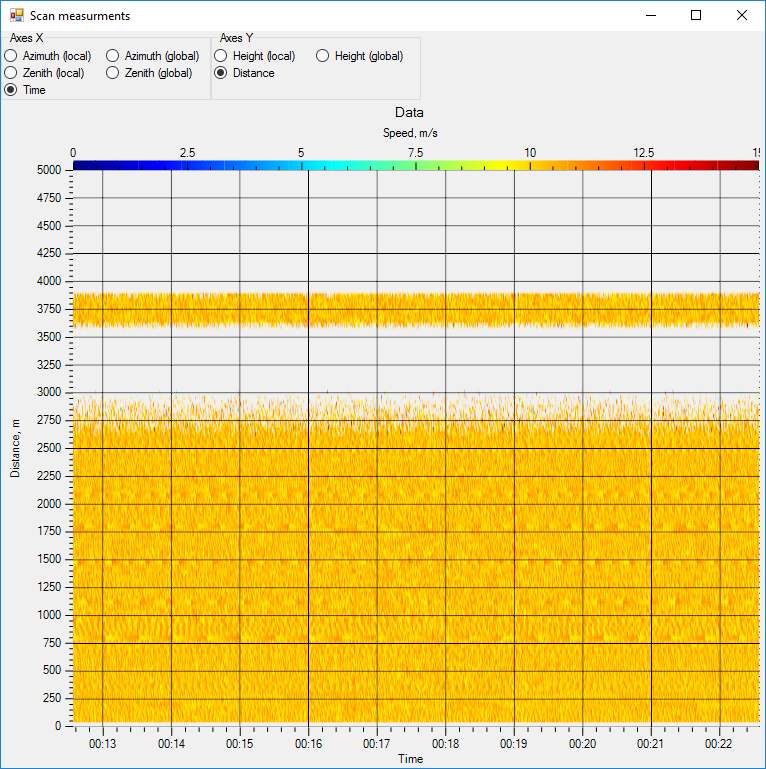 Scan measurments
Axes X
Axes Y
Azimuth (local)
Azimuth (global)
Height (local)
Height (global)
Zenith (local)
Zenith (global)
Distance
Time
Data
Speed, m/s
0 2.5 5 7.5 10 12.5 15
5000
4750
4500
4250
4000
3750
3500
3250
3000
2750
2500
2250
2000
1750
1500
1250
1000
750
500
250
0
Distance, m
00:13 00:14 00:15 00:16 00:17 00:18 00:19 00:20 00:21 00:22
Time